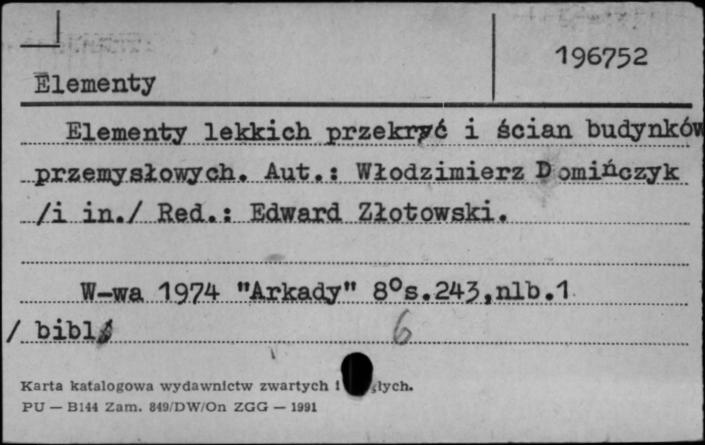 196752
Elementy
Elementy lekkich przekryć i ścian budynków
przemysłowych. Aut.: Włodzimierz Domińczyk
/i in./ Red.: Edward Złotowski.
W-wa 1974 "Arkady" 8° s.243,nlb.1
/ bibl
6
Karta katalogowa wydawnictw zwartych i
PU — B144 Zam. 849/DW/On ZGG — 1991